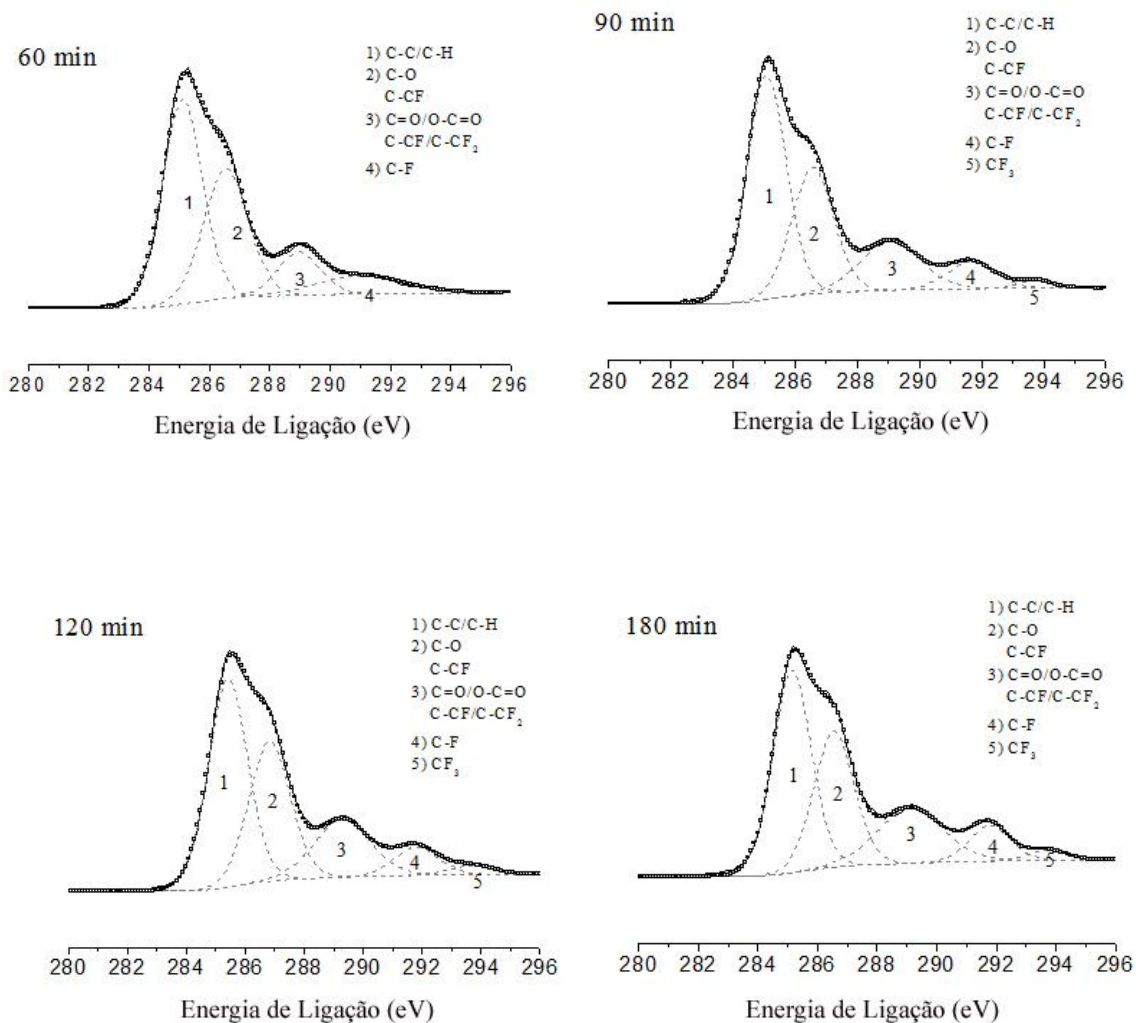 60 min
1) C-C/C-H
2) C-O
C-CF
3) C=O/O-C=O
C-CF/C-CF₂
4) C-F
1
2
3
4
280 282 284 286 288 290 292 294 296
Energia de Ligação (eV)
90 min
1) C-C/C-H
2) C-O
C-CF
3) C=O/O-C=O
C-CF/C-CF₂
4) C-F
5) CF₃
1
2
3
4
5
280 282 284 286 288 290 292 294 296
Energia de Ligação (eV)
120 min
1) C-C/C-H
2) C-O
C-CF
3) C=O/O-C=O
C-CF/C-CF₂
4) C-F
5) CF₃
1
2
3
4
5
280 282 284 286 288 290 292 294 296
Energia de Ligação (eV)
180 min
1) C-C/C-H
2) C-O
C-CF
3) C=O/O-C=O
C-CF/C-CF₂
4) C-F
5) CF₃
1
2
3
4
5
280 282 284 286 288 290 292 294 296
Energia de Ligação (eV)